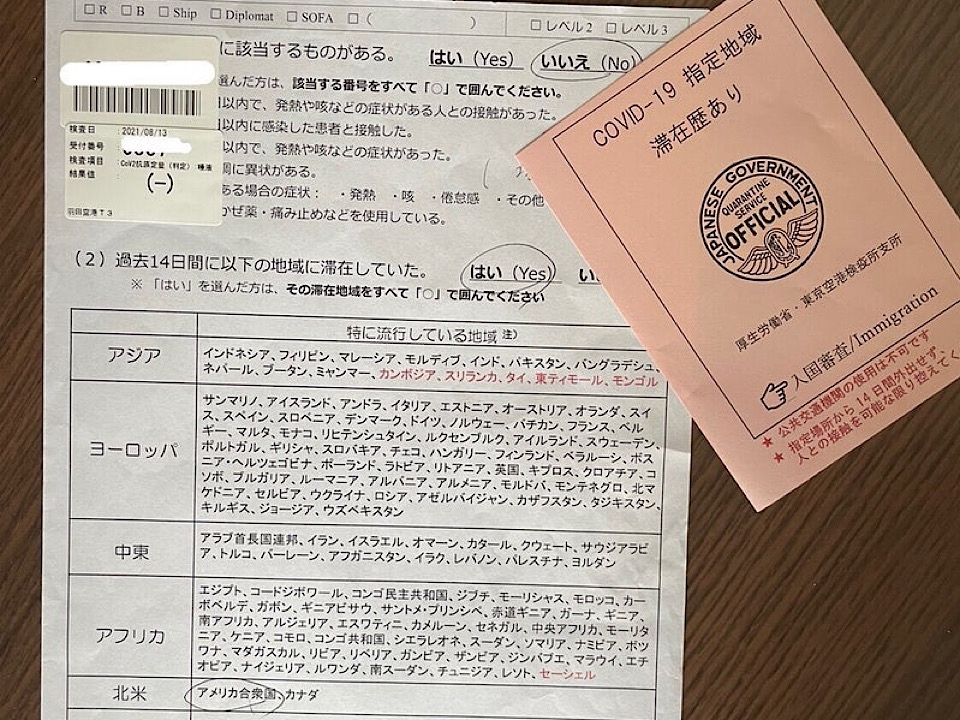 □ R □ B □ Ship □ Diplomat □ SOFA □ ( ) □ レベル2 □ レベル3
に該当するものがある。 はい (Yes) いいえ (No)
選んだ方は、該当する番号をすべて「○」で囲んでください。
以内で、発熱や咳などの症状がある人との接触があった。
以内に感染した患者と接触した。
以内で、発熱や咳などの症状があった。
に異状がある。
ある場合の症状： ・発熱 ・咳 ・倦怠感 ・その他
かぜ薬・痛み止めなどを使用している。
検査日 : 2021/08/13
受付番号 :
検査項目 : CoV2抗原定量（判定） 唾液
結果値 : (-)
羽田空港T3
(2) 過去14日間に以下の地域に滞在していた。 はい (Yes)
※ 「はい」を選んだ方は、その滞在地域をすべて「○」で囲んでください
特に流行している地域 注）
アジア
インドネシア、フィリピン、マレーシア、モルディブ、インド、パキスタン、バングラデシュ、
ネパール、ブータン、ミャンマー、カンボジア、スリランカ、タイ、東ティモール、モンゴル
ヨーロッパ
サンマリノ、アイスランド、アンドラ、イタリア、エストニア、オーストリア、オランダ、スイ
ス、スペイン、スロベニア、デンマーク、ドイツ、ノルウェー、バチカン、フランス、ベル
ギー、マルタ、モナコ、リヒテンシュタイン、ルクセンブルク、アイルランド、スウェーデン、
ポルトガル、ギリシャ、スロバキア、チェコ、ハンガリー、フィンランド、ベラルーシ、ボス
ニア・ヘルツェゴビナ、ポーランド、ラトビア、リトアニア、英国、キプロス、クロアチア、コ
ソボ、ブルガリア、ルーマニア、アルバニア、アルメニア、モルドバ、モンテネグロ、北マ
ケドニア、セルビア、ウクライナ、ロシア、アゼルバイジャン、カザフスタン、タジキスタン、
キルギス、ジョージア、ウズベキスタン
中東
アラブ首長国連邦、イラン、イスラエル、オマーン、カタール、クウェート、サウジアラビ
ア、トルコ、バーレーン、アフガニスタン、イラク、レバノン、パレスチナ、ヨルダン
アフリカ
エジプト、コードジボワール、コンゴ民主共和国、ジブチ、モーリシャス、モロッコ、カー
ボベルデ、ガボン、ギニアビサウ、サントメ・プリンシペ、赤道ギニア、ガーナ、ギニア、
南アフリカ、アルジェリア、エスワティニ、カメルーン、セネガル、中央アフリカ、モーリタ
ニア、ケニア、コモロ、コンゴ共和国、シエラレオネ、スーダン、ソマリア、ナミビア、ボツ
ワナ、マダガスカル、リビア、リベリア、ガンビア、ザンビア、ジンバブエ、マラウイ、エチ
オピア、ナイジェリア、ルワンダ、南スーダン、チュニジア、レソト、セーシェル
北米
アメリカ合衆国、カナダ
COVID-19 指定地域
滞在歴あり
JAPANESE GOVERNMENT
QUARANTINE
SERVICE
OFFICIAL
厚生労働省・東京空港検疫所支所
☞入国審査/Immigration
★ 公共交通機関の使用は不可です
★ 指定場所から14日間外出せず、
人との接触を可能な限り控えてく